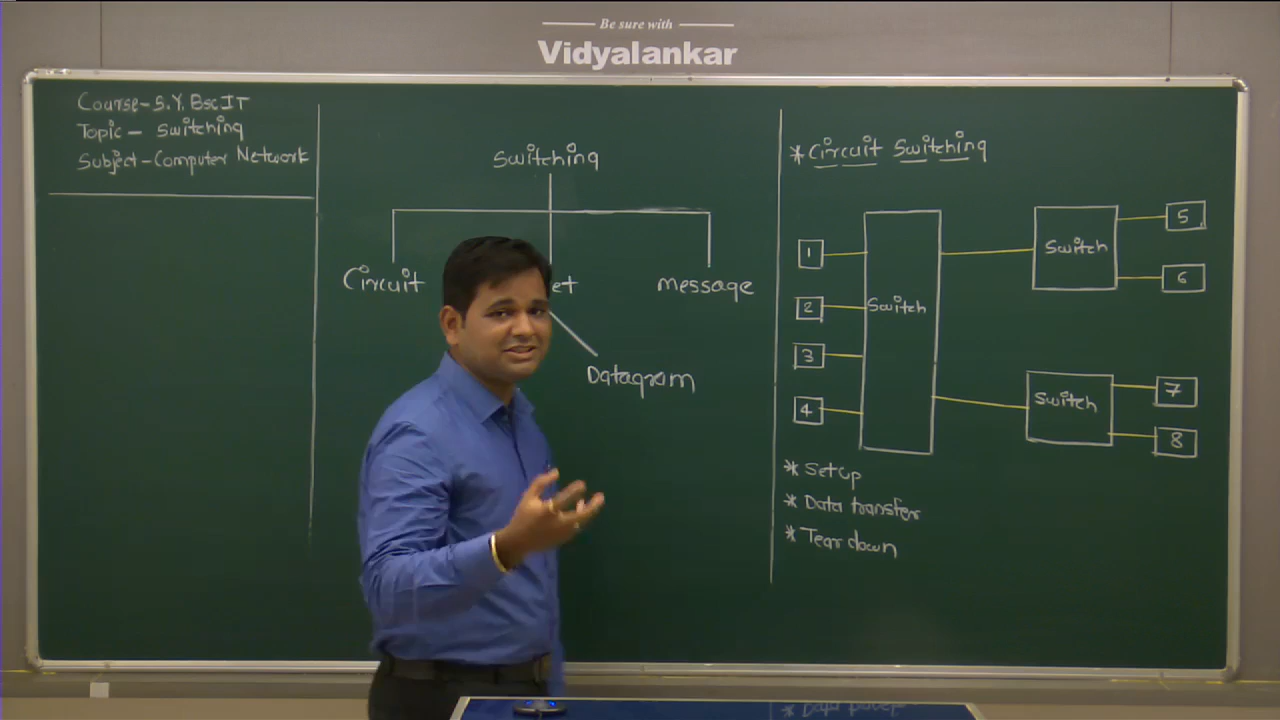 Be sure with
Vidyalankar
Course-S.Y.BscIT
Topic- Switching
Subject-Computer Network
Switching
Circuit
et
message
Datagram
*Circuit Switching
1
2
3
4
Switch
Switch
5
6
Switch
7
8
* Setup
* Data transfer
* Tear down